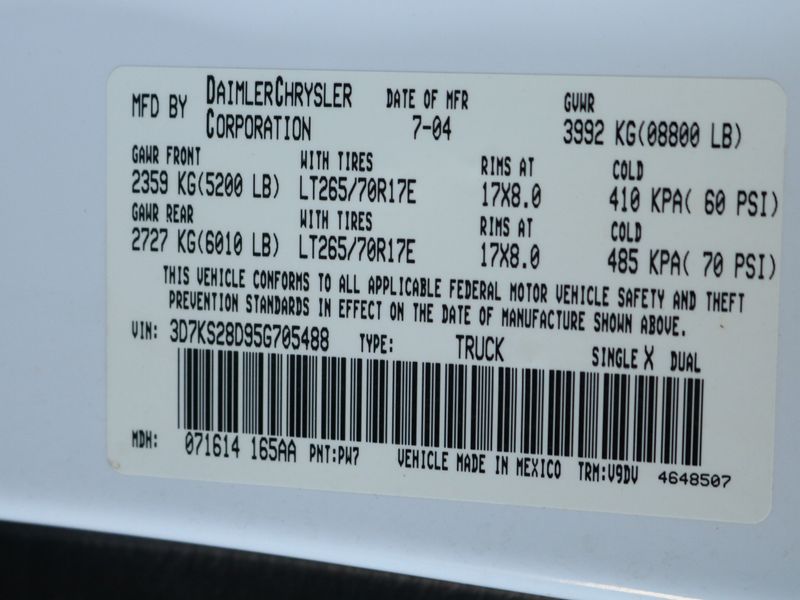 MFD BY DAIMLERCHRYSLER CORPORATION DATE OF MFR 7-04 GVWR 3992 KG(08800 LB)
GAWR FRONT WITH TIRES RIMS AT COLD
2359 KG(5200 LB) LT265/70R17E 17X8.0 410 KPA( 60 PSI)
GAWR REAR WITH TIRES RIMS AT COLD
2727 KG(6010 LB) LT265/70R17E 17X8.0 485 KPA( 70 PSI)
THIS VEHICLE CONFORMS TO ALL APPLICABLE FEDERAL MOTOR VEHICLE SAFETY AND THEFT
PREVENTION STANDARDS IN EFFECT ON THE DATE OF MANUFACTURE SHOWN ABOVE.
VIN: 3D7KS28D95G705488 TYPE: TRUCK SINGLE X DUAL
MDH: 071614 165AA PNT:PW7 VEHICLE MADE IN MEXICO TRM:V9DV 4648507